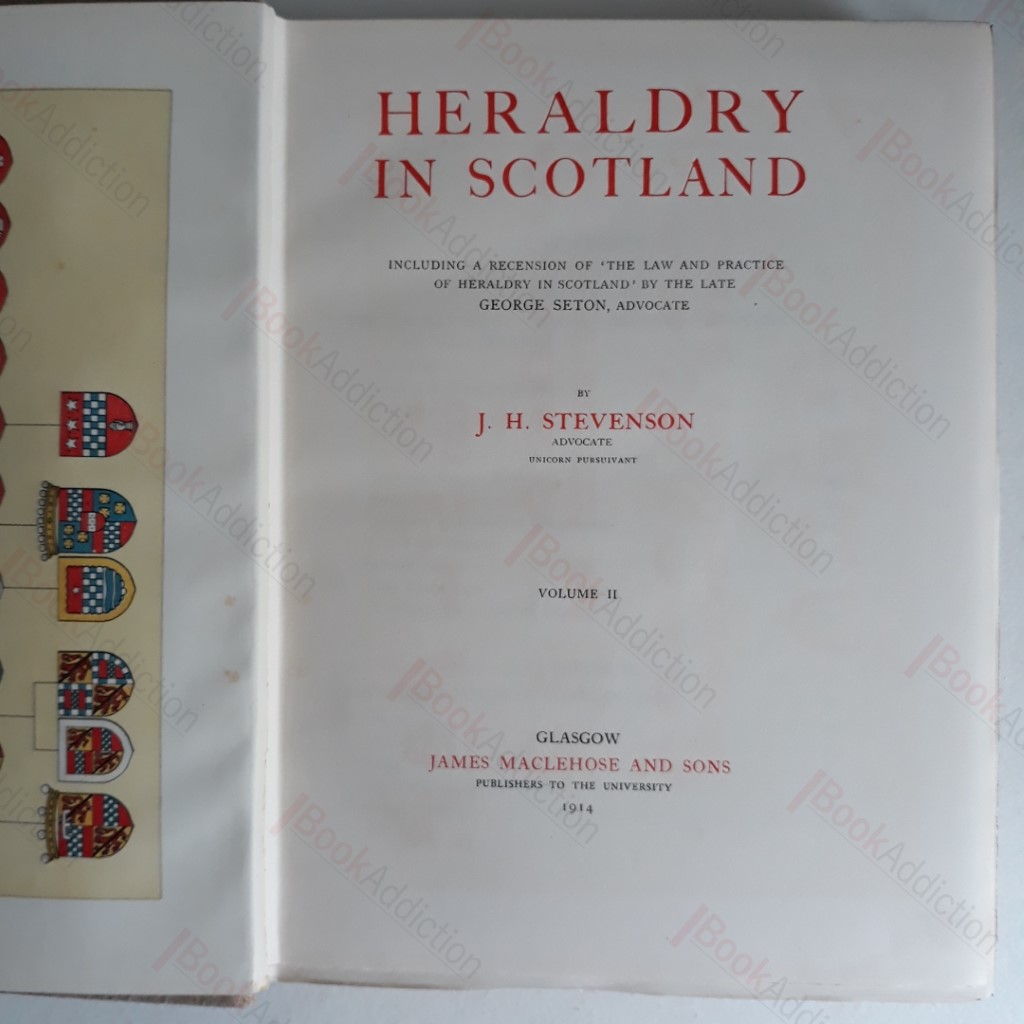 HERALDRY
IN SCOTLAND
INCLUDING A RECENSION OF 'THE LAW AND PRACTICE
OF HERALDRY IN SCOTLAND' BY THE LATE
GEORGE SETON, ADVOCATE
BY
J. H. STEVENSON
ADVOCATE
UNICORN PURSUIVANT
VOLUME II
GLASGOW
JAMES MACLEHOSE AND SONS
PUBLISHERS TO THE UNIVERSITY
1914
BookAddiction